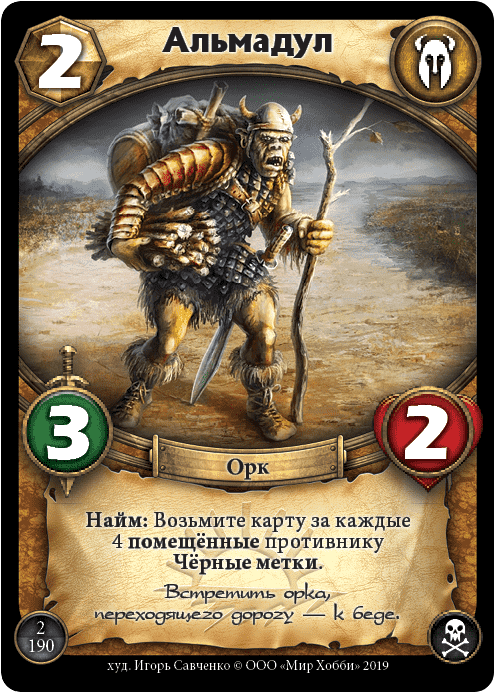 2
Альмадул
3
2
Орк
Найм: Возьмите карту за каждые
4 помещённые противнику
Чёрные метки.
Встретить орка,
переходящего дорогу — к беде.
2
190
худ. Игорь Савченко © ООО «Мир Хобби» 2019